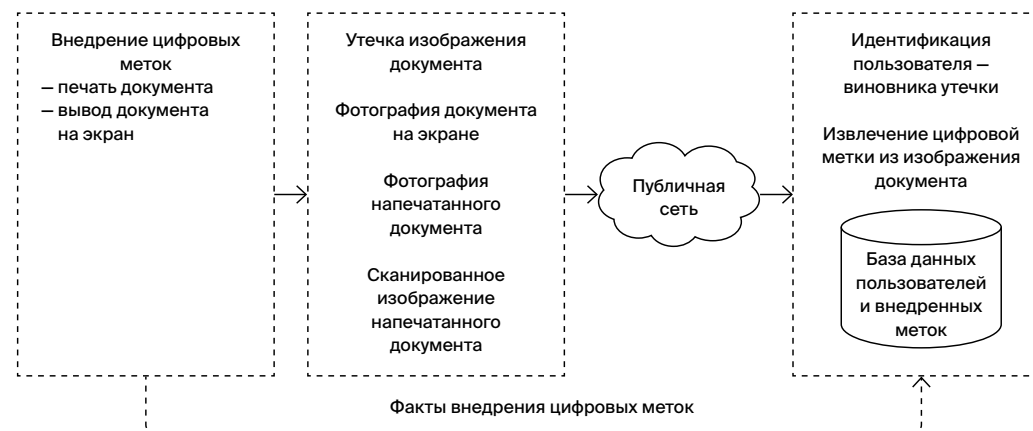 Внедрение цифровых
меток
— печать документа
— вывод документа
на экран
Утечка изображения
документа
Фотография документа
на экране
Фотография
напечатанного
документа
Сканированное
изображение
напечатанного
документа
Публичная
сеть
Идентификация
пользователя —
виновника утечки
Извлечение цифровой
метки из изображения
документа
База данных
пользователей
и внедренных
меток
Факты внедрения цифровых меток